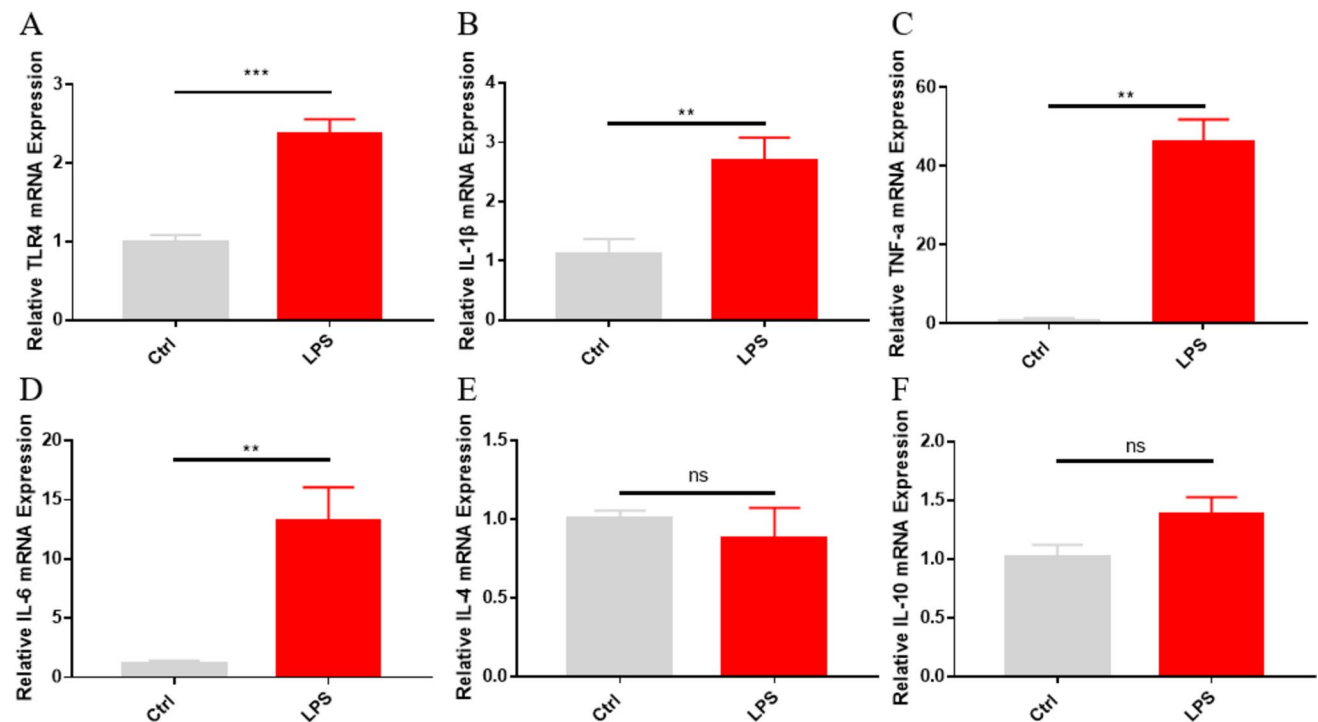 A
Relative TLR4 mRNA Expression
3
2
1
0
***
Ctrl
LPS
B
Relative IL-1β mRNA Expression
4
3
2
1
0
**
Ctrl
LPS
C
Relative TNF-a mRNA Expression
60
40
20
0
**
Ctrl
LPS
D
Relative IL-6 mRNA Expression
20
15
10
5
0
**
Ctrl
LPS
E
Relative IL-4 mRNA Expression
1.5
1.0
0.5
0.0
ns
Ctrl
LPS
F
Relative IL-10 mRNA Expression
2.0
1.5
1.0
0.5
0.0
ns
Ctrl
LPS